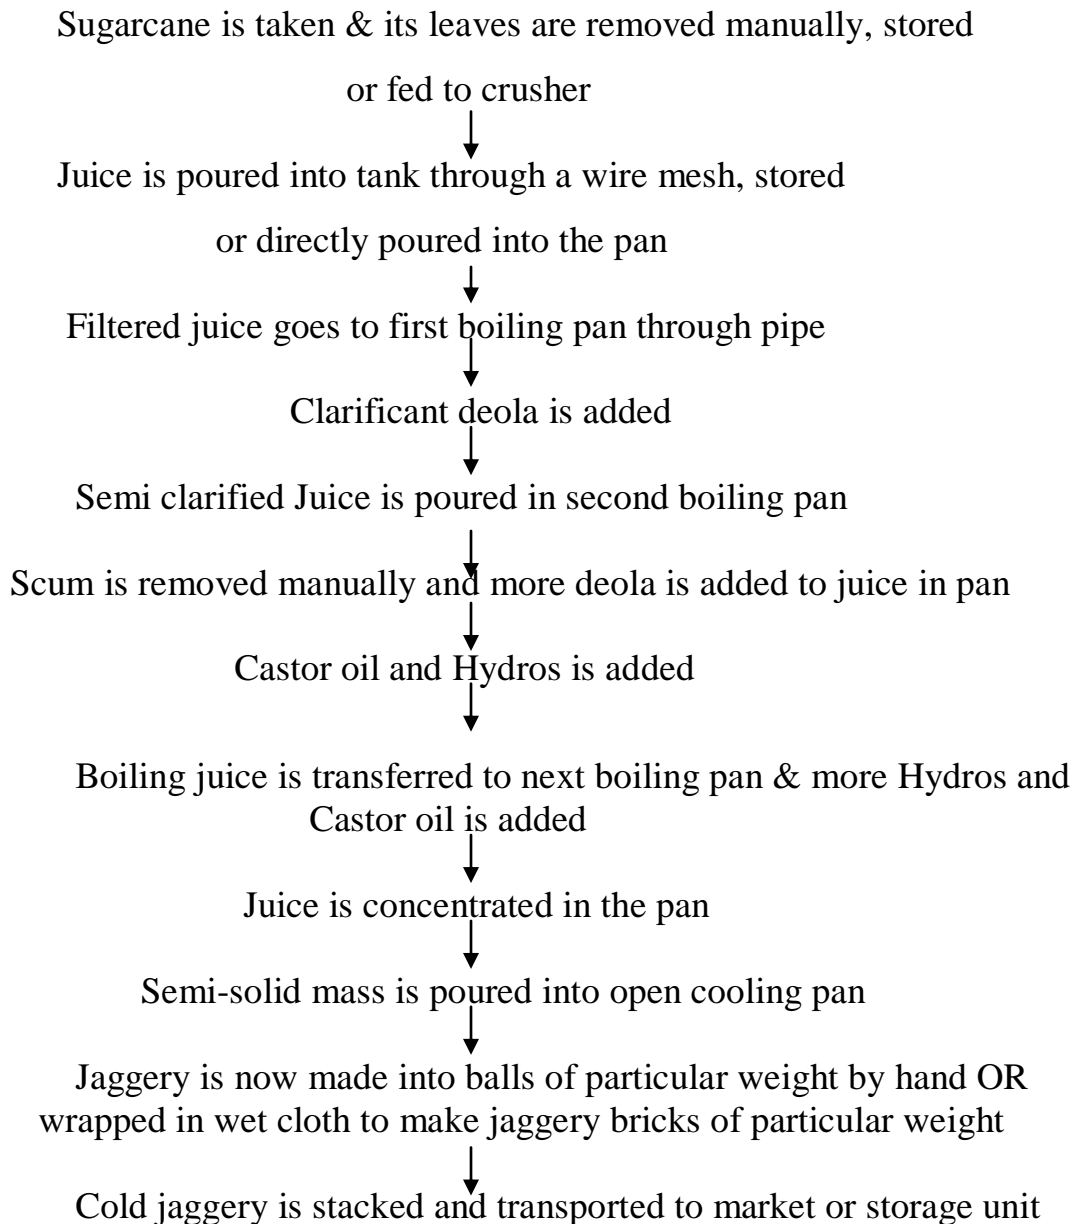 Sugarcane is taken & its leaves are removed manually, stored
or fed to crusher
Juice is poured into tank through a wire mesh, stored
or directly poured into the pan
Filtered juice goes to first boiling pan through pipe
Clarificant deola is added
Semi clarified Juice is poured in second boiling pan
Scum is removed manually and more deola is added to juice in pan
Castor oil and Hydros is added
Boiling juice is transferred to next boiling pan & more Hydros and
Castor oil is added
Juice is concentrated in the pan
Semi-solid mass is poured into open cooling pan
Jaggery is now made into balls of particular weight by hand OR
wrapped in wet cloth to make jaggery bricks of particular weight
Cold jaggery is stacked and transported to market or storage unit